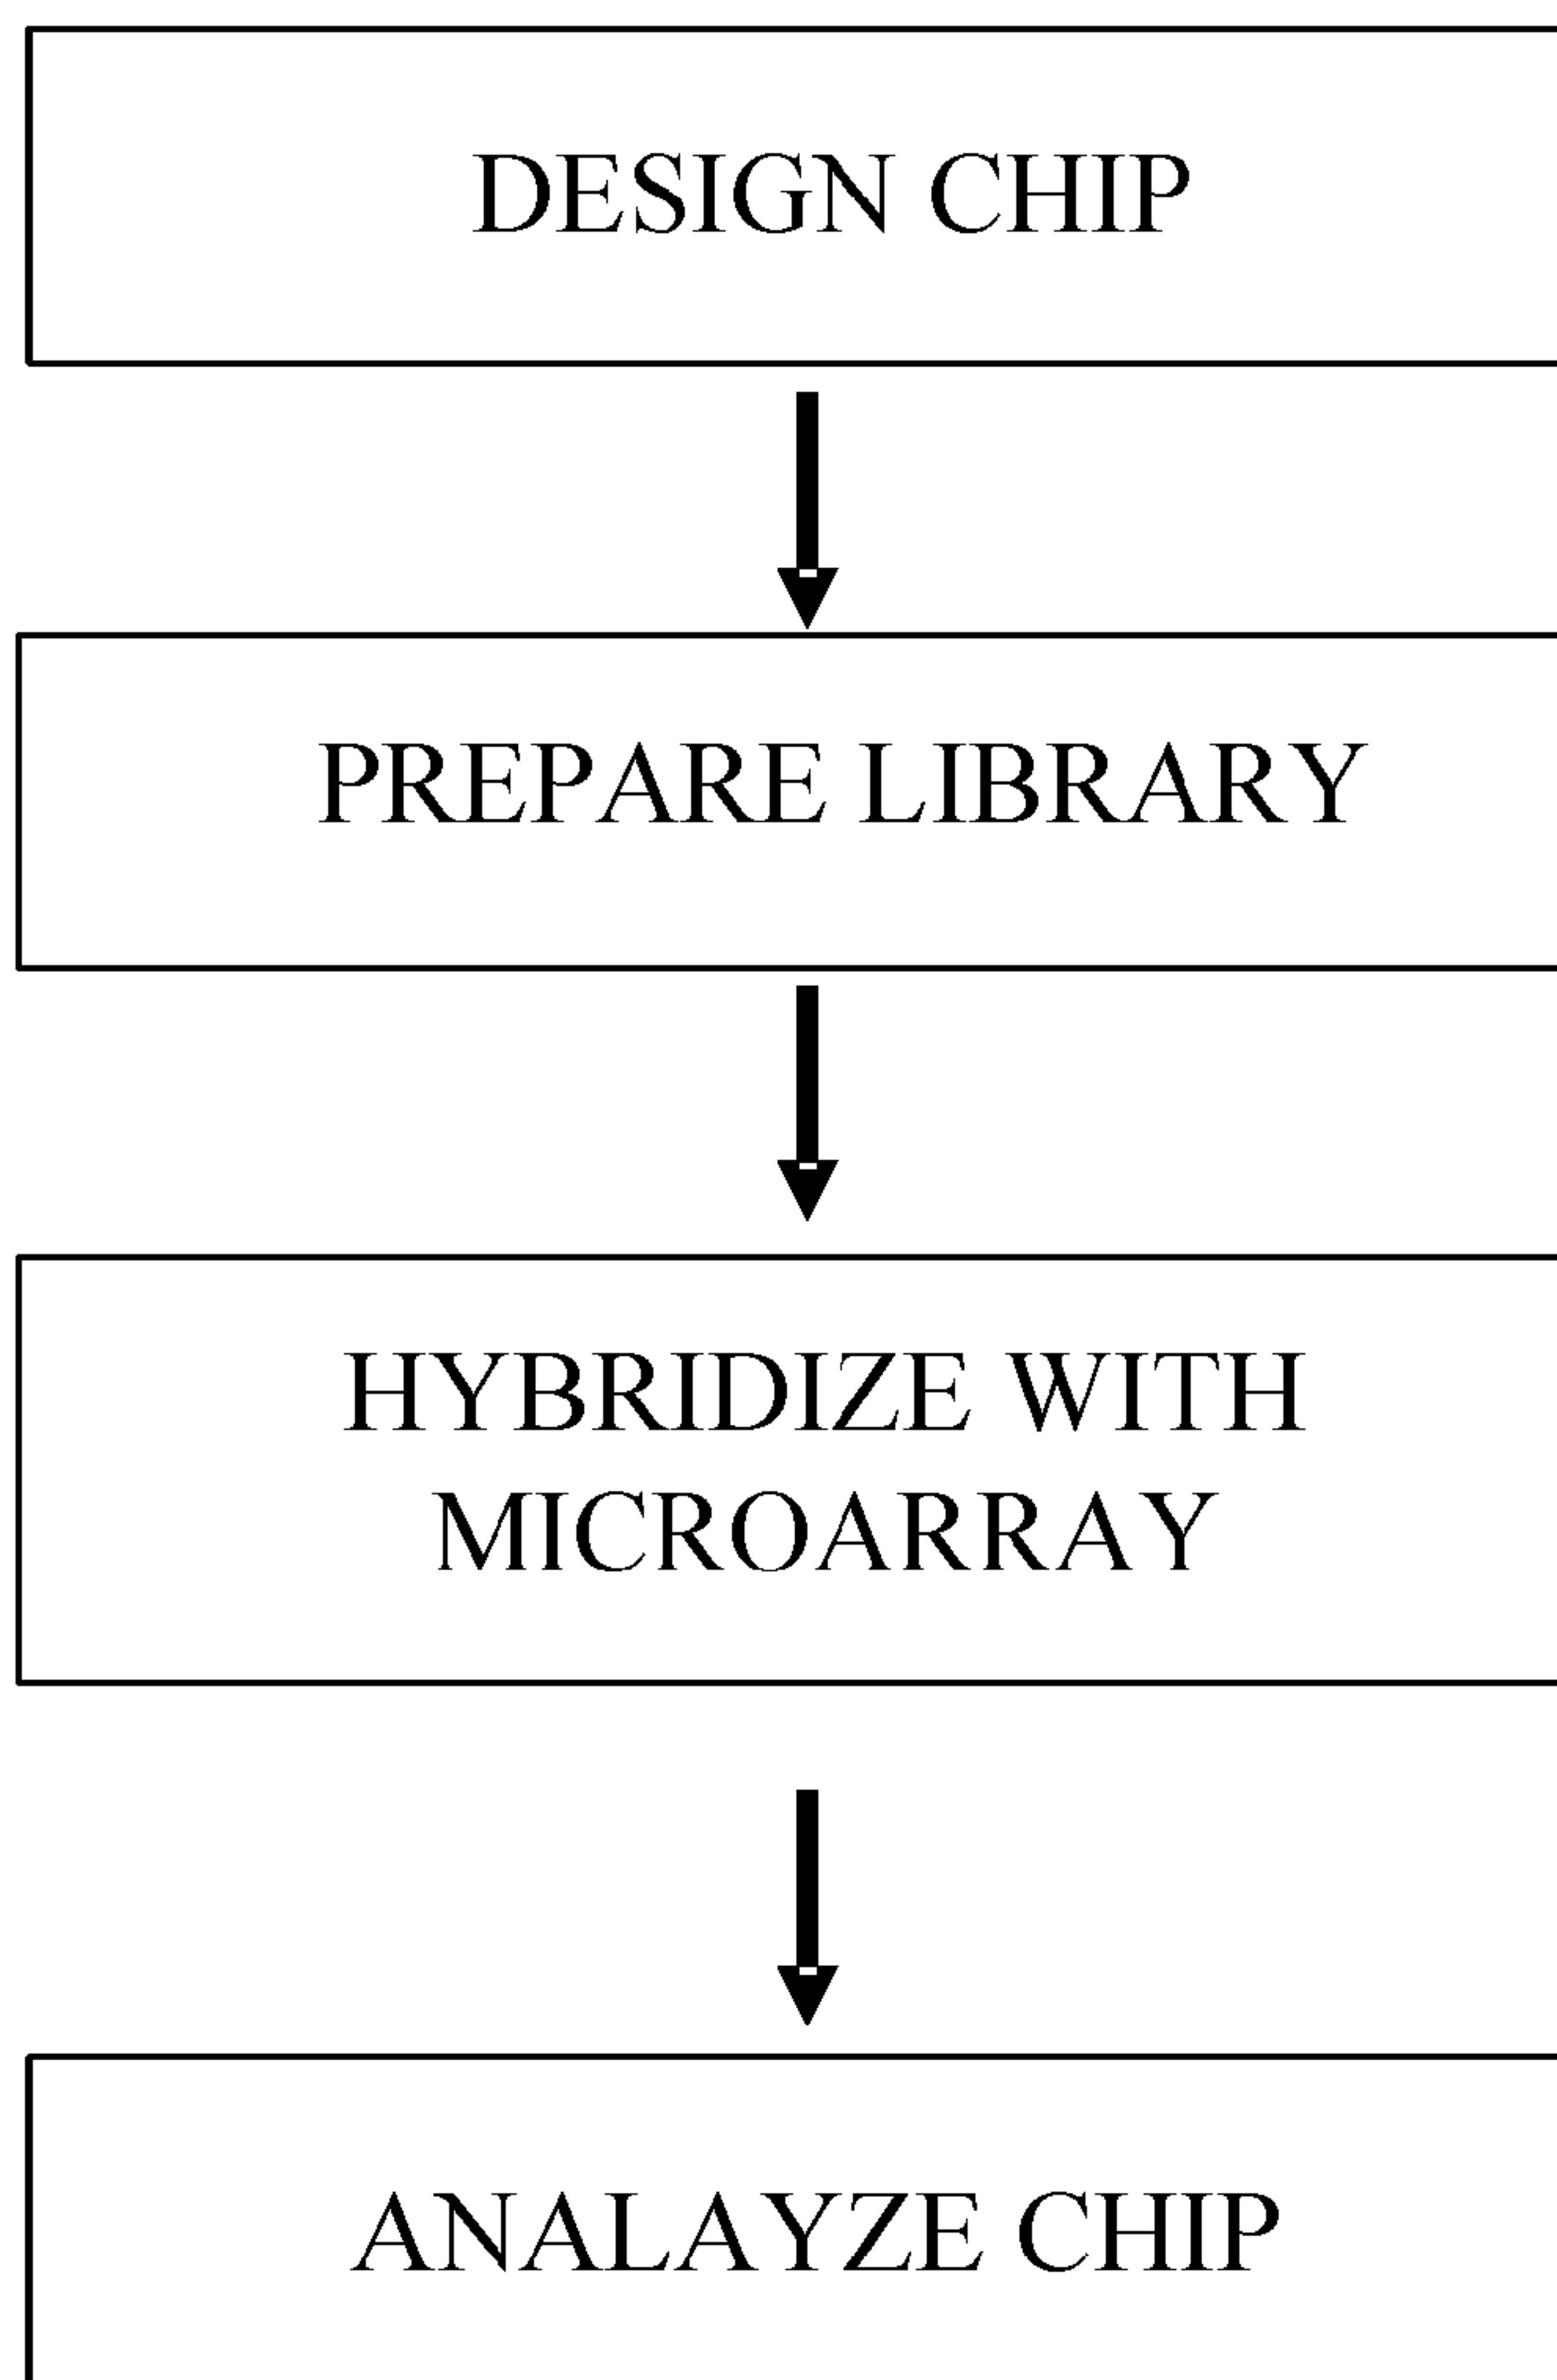 DESIGN CHIP
PREPARE LIBRARY
HYBRIDIZE WITH
MICROARRAY
ANALAYZE CHIP